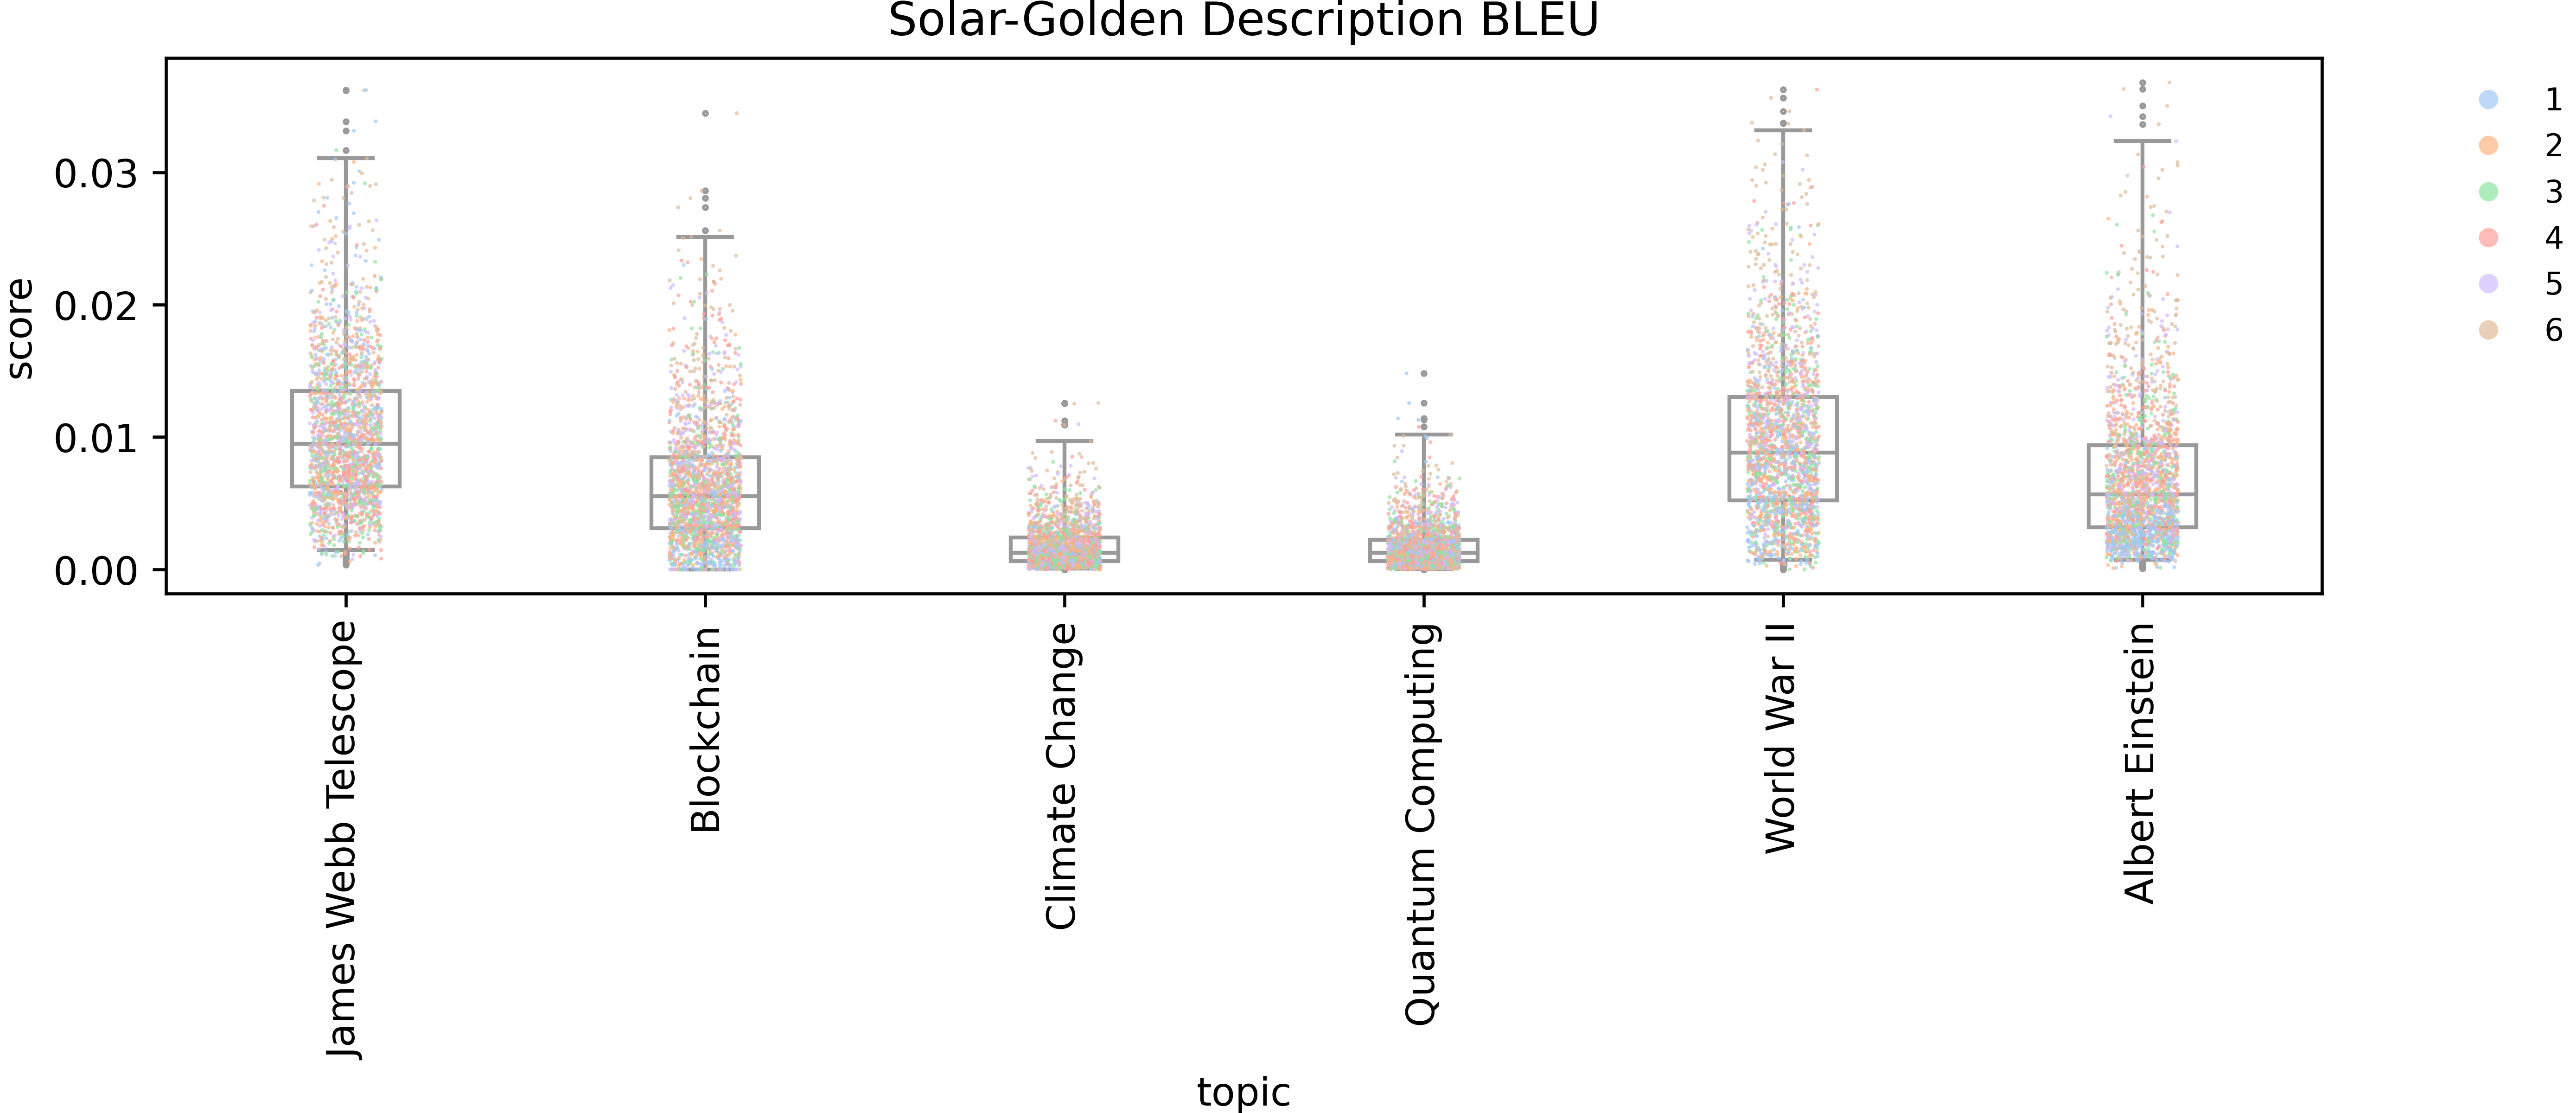 Solar-Golden Description BLEU
score
0.03
0.02
0.01
0.00
James Webb Telescope
Blockchain
Climate Change
Quantum Computing
World War II
Albert Einstein
topic
1
2
3
4
5
6